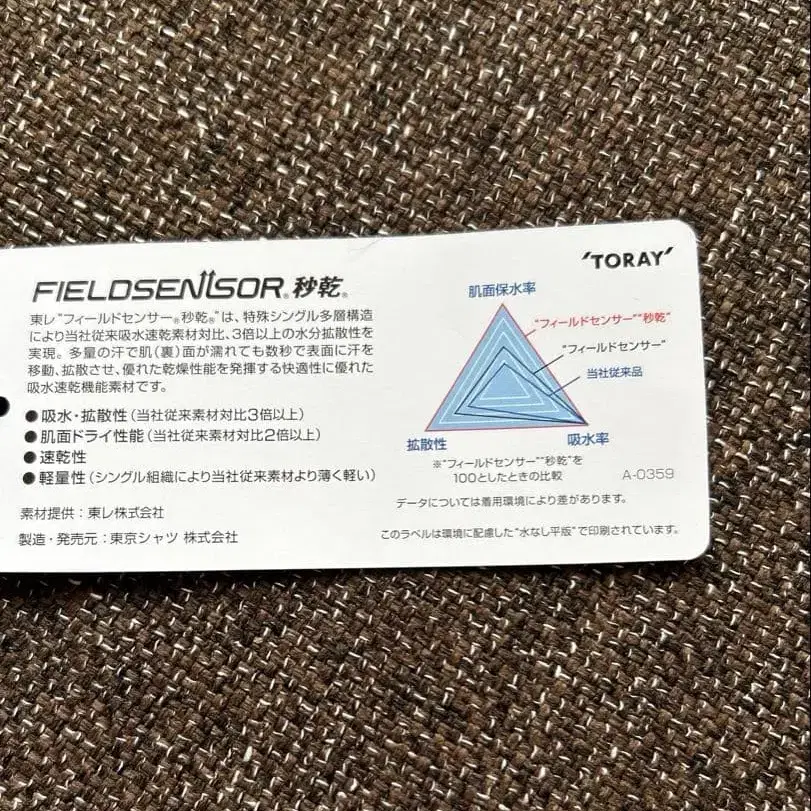 'TORAY'
FIELDSENSOR® 秒乾®
東レ“フィールドセンサー®秒乾®”は、特殊シングル多層構造
により当社従来吸水速乾素材対比、3倍以上の水分拡散性を
実現。多量の汗で肌(裏)面が濡れても数秒で表面に汗を
移動、拡散させ、優れた乾燥性能を発揮する快適性に優れた
吸水速乾機能素材です。
●吸水・拡散性(当社従来素材対比3倍以上)
●肌面ドライ性能(当社従来素材対比2倍以上)
●速乾性
●軽量性(シングル組織により当社従来素材より薄く軽い)
素材提供:東レ株式会社
製造・発売元:東京シャツ 株式会社
肌面保水率
“フィールドセンサー”“秒乾”
“フィールドセンサー”
当社従来品
拡散性
吸水率
※“フィールドセンサー”“秒乾”を
100としたときの比較
A-0359
データについては着用環境により差があります。
このラベルは環境に配慮した“水なし平版”で印刷されています。